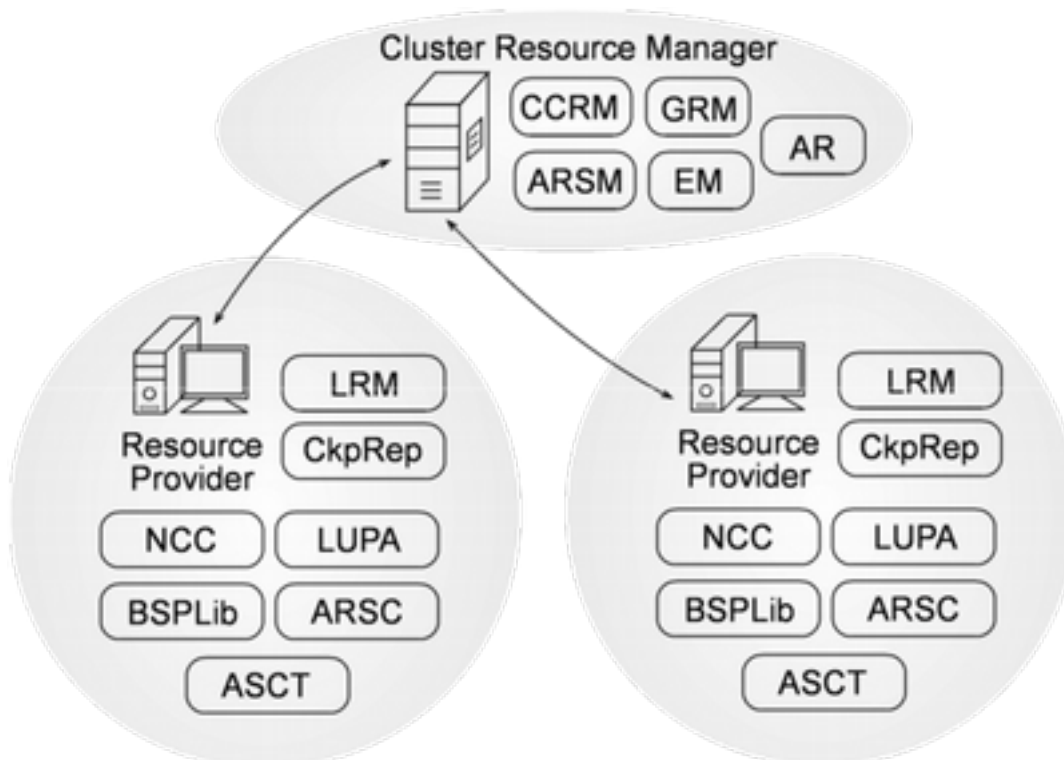 Cluster Resource Manager
CCRM GRM
AR
ARSM EM
LRM
Resource
Provider
CkpRep
NCC LUPA
BSPLib ARSC
ASCT
LRM
Resource
Provider
CkpRep
NCC LUPA
BSPLib ARSC
ASCT